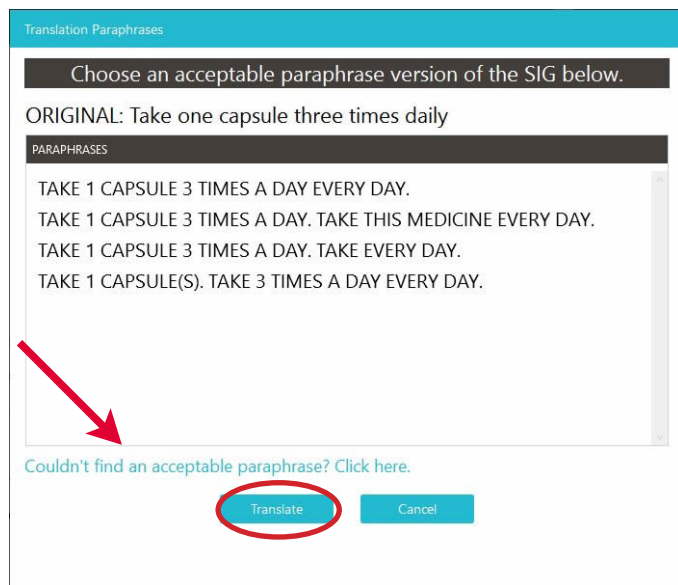 Translation Paraphrases
Choose an acceptable paraphrase version of the SIG below.
ORIGINAL: Take one capsule three times daily
PARAPHRASES
TAKE 1 CAPSULE 3 TIMES A DAY EVERY DAY.
TAKE 1 CAPSULE 3 TIMES A DAY. TAKE THIS MEDICINE EVERY DAY.
TAKE 1 CAPSULE 3 TIMES A DAY. TAKE EVERY DAY.
TAKE 1 CAPSULE(S). TAKE 3 TIMES A DAY EVERY DAY.
Couldn't find an acceptable paraphrase? Click here.
Translate Cancel